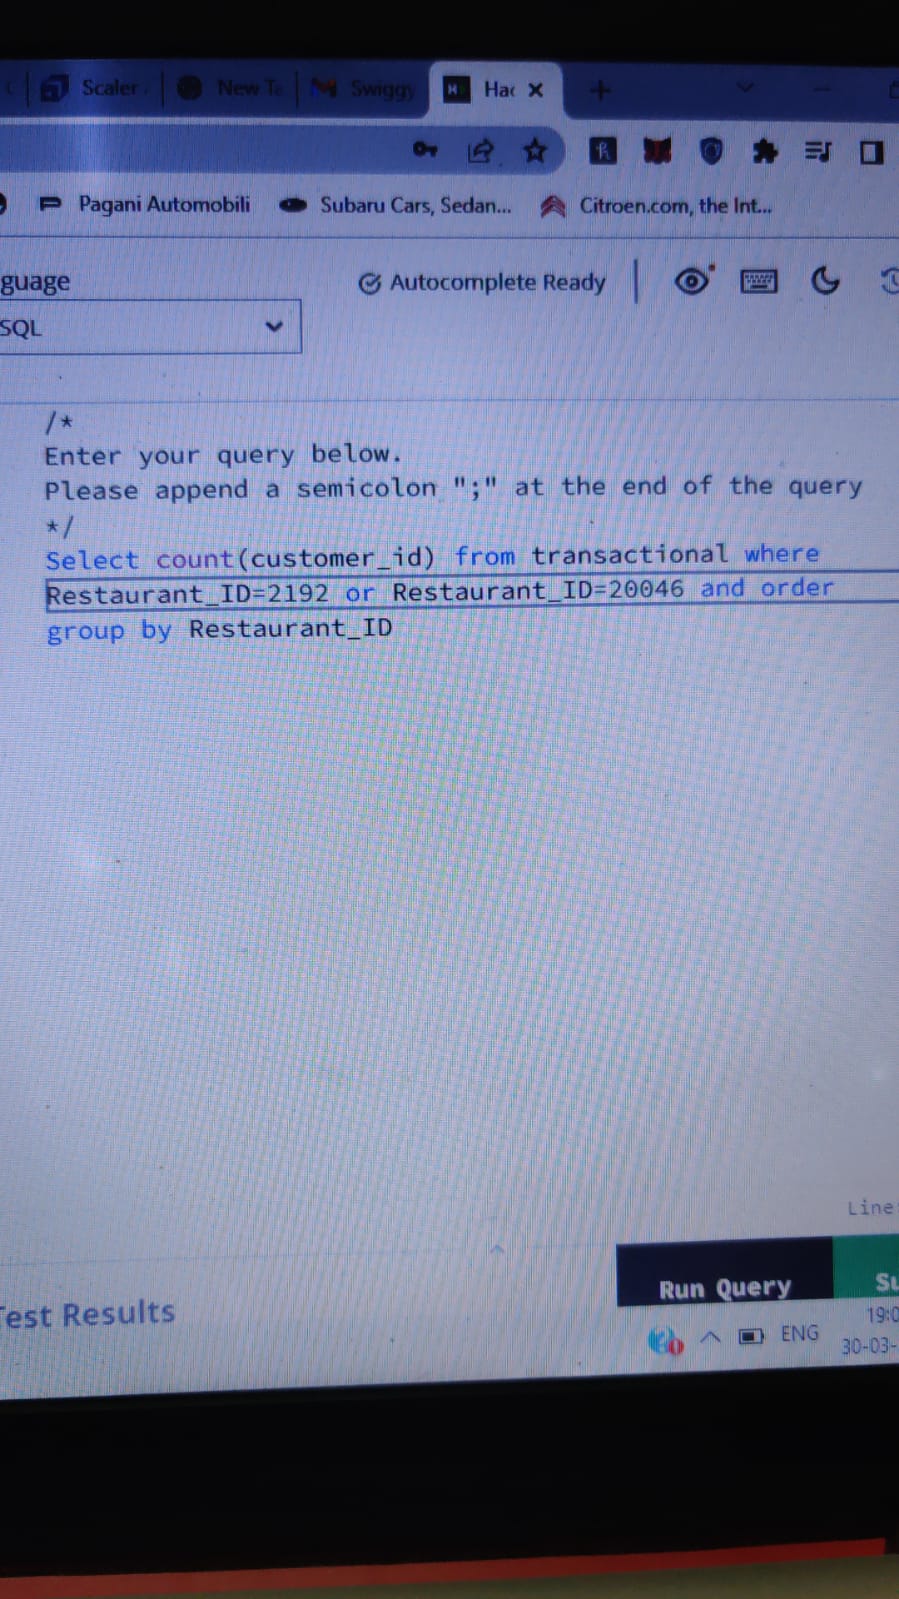 Scaler
New Ta
Swiggy
Hac
Pagani Automobili
Subaru Cars, Sedan...
Citroen.com, the Int...
guage
Autocomplete Ready
SQL
/*
Enter your query below.
Please append a semicolon ";" at the end of the query
*/
Select count(customer_id) from transactional where
Restaurant_ID=2192 or Restaurant_ID=20046 and order
group by Restaurant_ID
Line
Run Query
Su
Test Results
19:0
ENG
30-03-